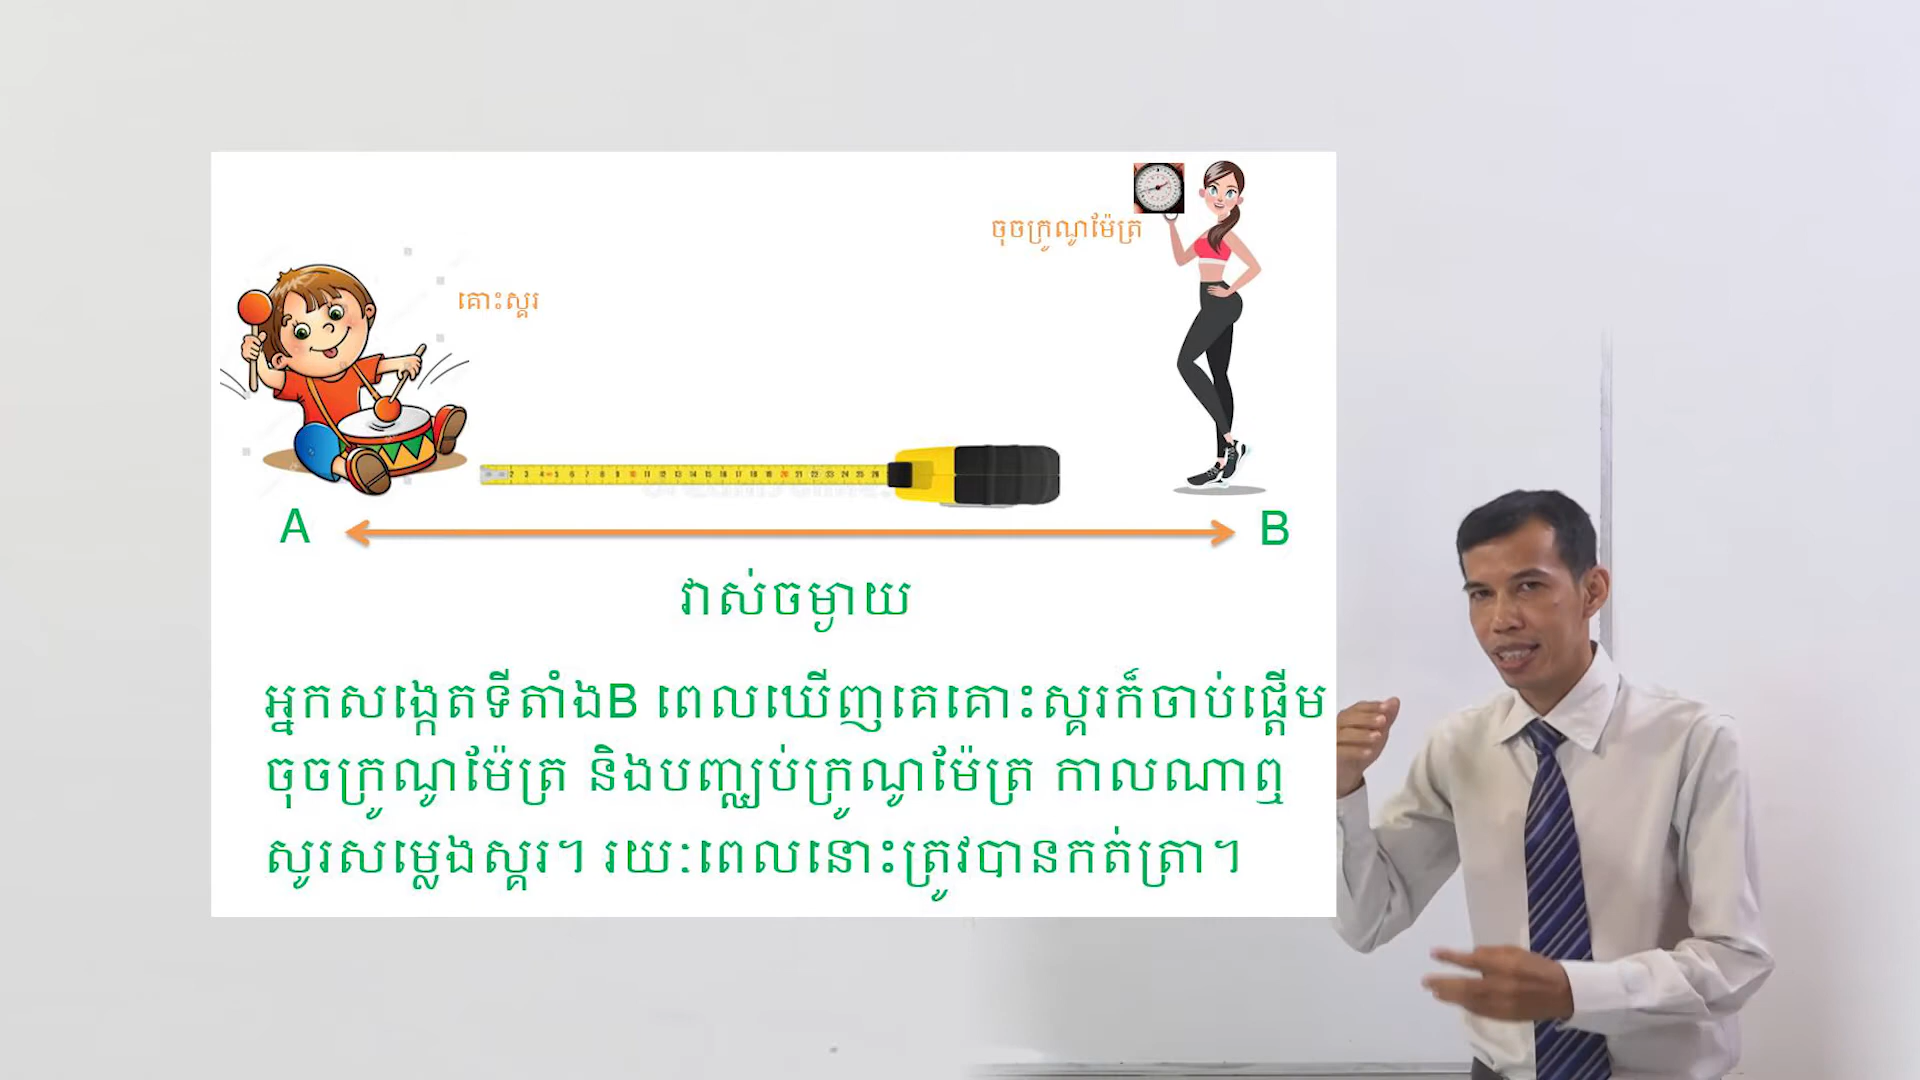 ចុចក្រូណូម៉ែត្រ
គោះស្គរ
A
B
វាស់ចម្ងាយ
អ្នកសង្កេតទីតាំងB ពេលឃើញគេគោះស្គរក៏ចាប់ផ្តើម
ចុចក្រូណូម៉ែត្រ និងបញ្ឈប់ក្រូណូម៉ែត្រ កាលណាឮ
សូរសម្លេងស្គរ។ រយៈពេលនោះត្រូវបានកត់ត្រា។